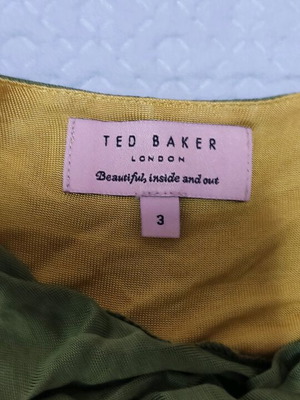 TED BAKER
LONDON
Beautiful, inside and out
3